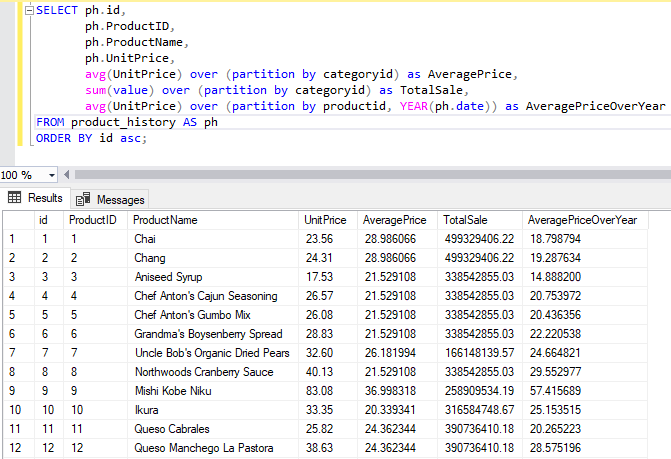 SELECT ph.id,
ph.ProductID,
ph.ProductName,
ph.UnitPrice,
avg(UnitPrice) over (partition by categoryid) as AveragePrice,
sum(value) over (partition by categoryid) as TotalSale,
avg(UnitPrice) over (partition by productid, YEAR(ph.date)) as AveragePriceOverYear
FROM product_history AS ph
ORDER BY id asc;
100 %
Results Messages
id ProductID ProductName UnitPrice AveragePrice TotalSale AveragePriceOverYear
1 1 1 Chai 23.56 28.986066 499329406.22 18.798794
2 2 2 Chang 24.31 28.986066 499329406.22 19.287634
3 3 3 Aniseed Syrup 17.53 21.529108 338542855.03 14.888200
4 4 4 Chef Anton's Cajun Seasoning 26.57 21.529108 338542855.03 20.753972
5 5 5 Chef Anton's Gumbo Mix 26.08 21.529108 338542855.03 20.436356
6 6 6 Grandma's Boysenberry Spread 28.83 21.529108 338542855.03 22.220538
7 7 7 Uncle Bob's Organic Dried Pears 32.60 26.181994 166148139.57 24.664821
8 8 8 Northwoods Cranberry Sauce 40.13 21.529108 338542855.03 29.552977
9 9 9 Mishi Kobe Niku 83.08 36.998318 258909534.19 57.415689
10 10 10 Ikura 33.35 20.339341 316584748.67 25.153515
11 11 11 Queso Cabrales 25.82 24.362344 390736410.18 20.265223
12 12 12 Queso Manchego La Pastora 38.63 24.362344 390736410.18 28.575196